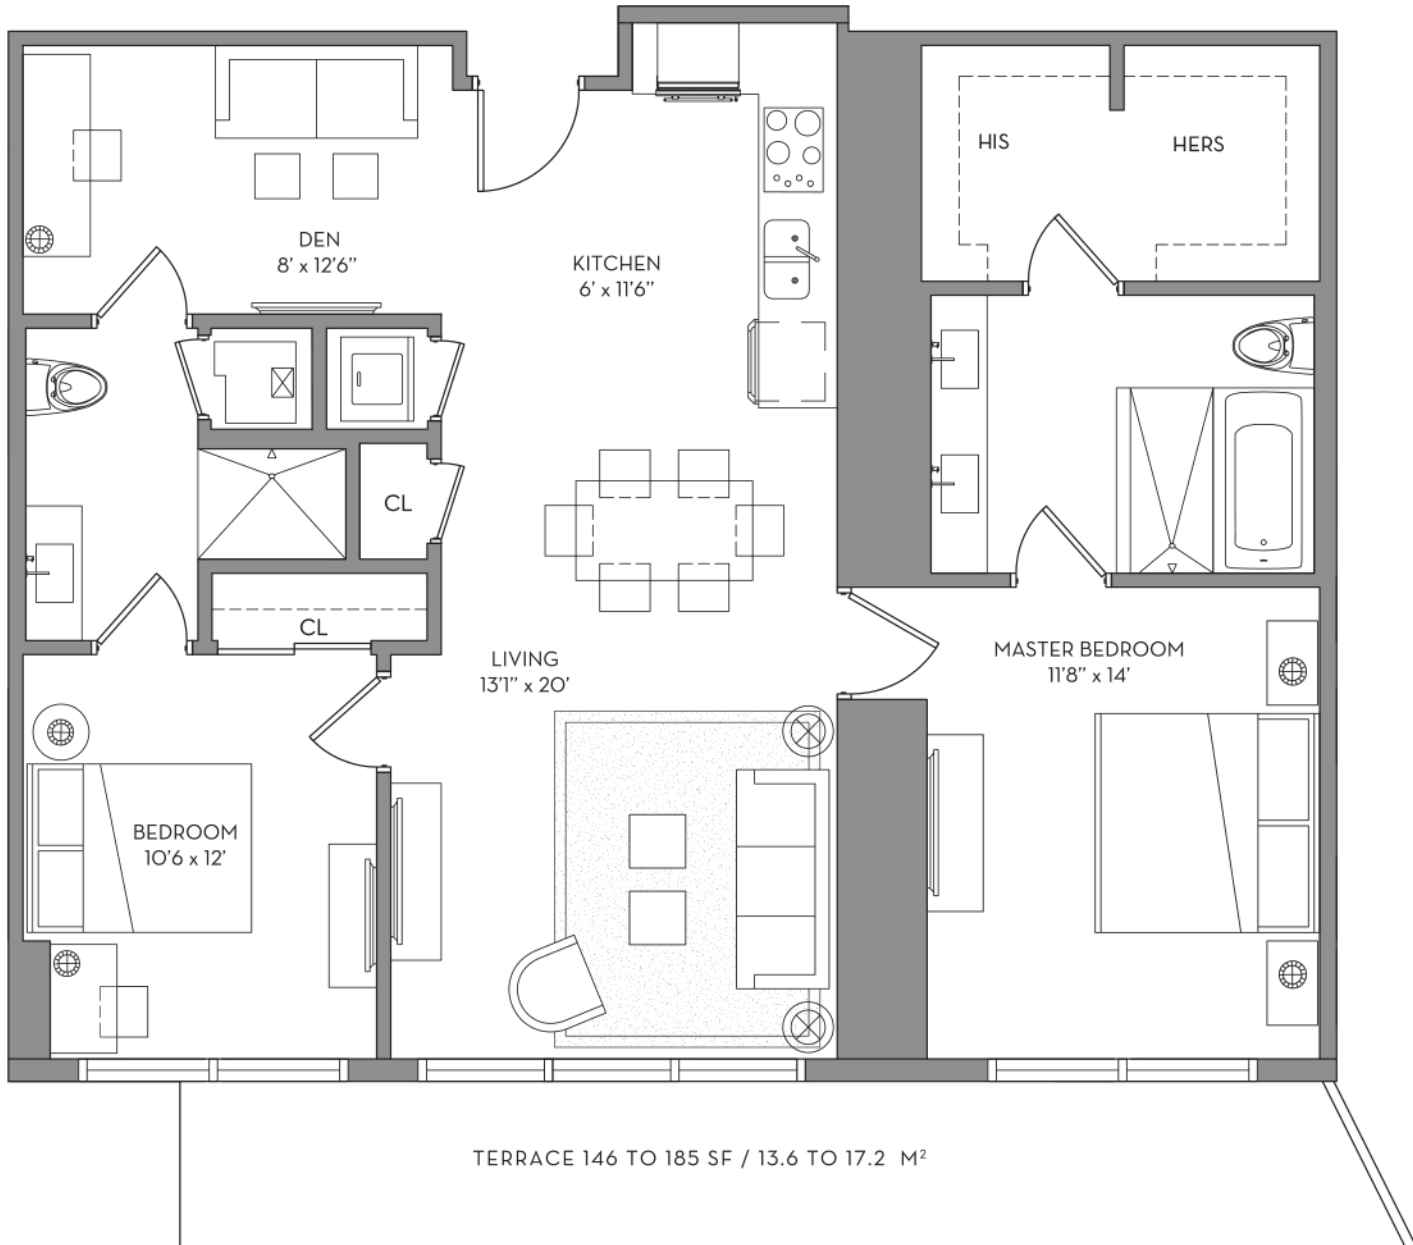 HIS
HERS
DEN
8' x 12'6"
KITCHEN
6' x 11'6"
CL
CL
LIVING
13'1" x 20'
MASTER BEDROOM
11'8" x 14'
BEDROOM
10'6 x 12'
TERRACE 146 TO 185 SF / 13.6 TO 17.2 M²